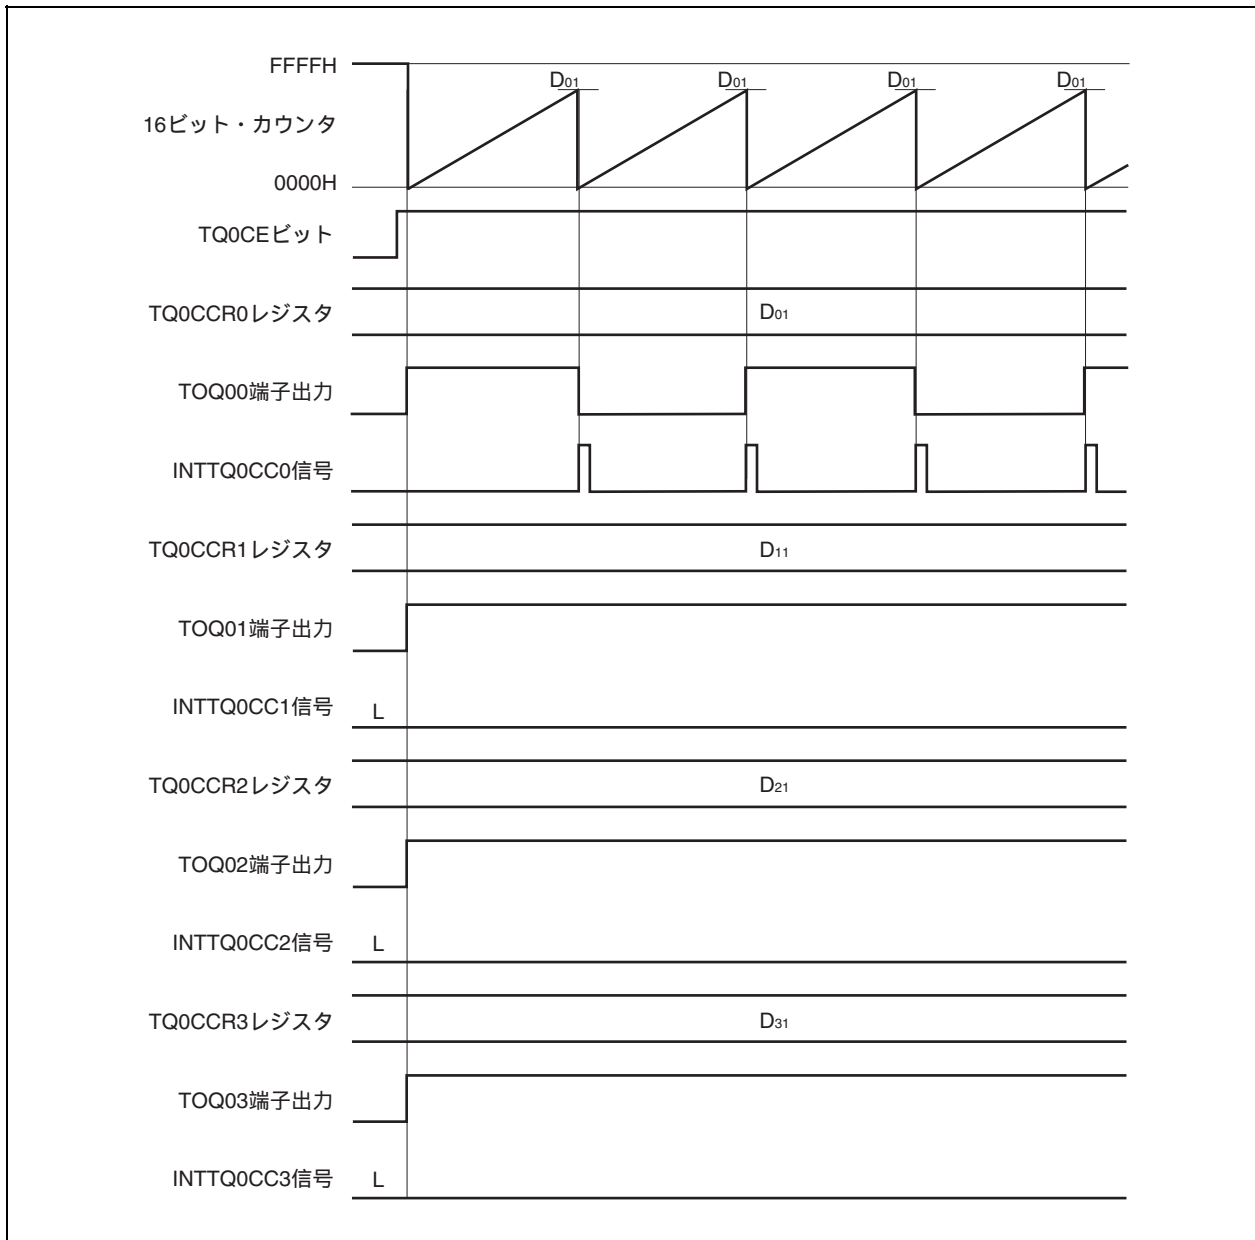 FFFFH
D01 D01 D01 D01
16ビット・カウンタ
0000H
TQ0CEビット
TQ0CCR0レジスタ D01
TOQ00端子出力
INTTQ0CC0信号
TQ0CCR1レジスタ D11
TOQ01端子出力
INTTQ0CC1信号 L
TQ0CCR2レジスタ D21
TOQ02端子出力
INTTQ0CC2信号 L
TQ0CCR3レジスタ D31
TOQ03端子出力
INTTQ0CC3信号 L